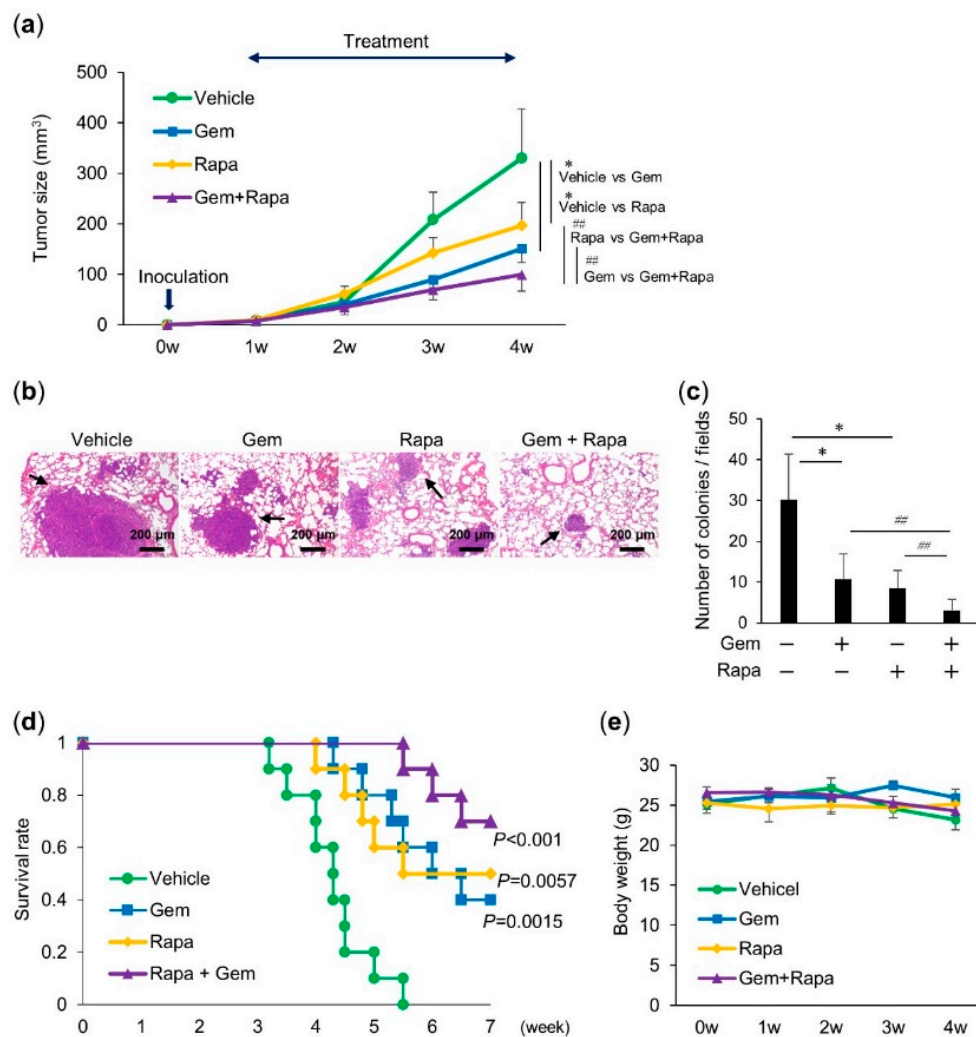 (a)
Treatment
Tumor size (mm³)
500
400
300
200
100
0
Vehicle
Gem
Rapa
Gem+Rapa
Inoculation
0w 1w 2w 3w 4w
*
Vehicle vs Gem
*
Vehicle vs Rapa
##
Rapa vs Gem+Rapa
##
Gem vs Gem+Rapa
(b)
Vehicle Gem Rapa Gem + Rapa
200 µm 200 µm 200 µm 200 µm
(c)
Number of colonies / fields
50
40
30
20
10
0
*
*
##
##
Gem − + − +
Rapa − − + +
(d)
Survival rate
1
0.8
0.6
0.4
0.2
0
Vehicle
Gem
Rapa
Rapa + Gem
P<0.001
P=0.0057
P=0.0015
0 1 2 3 4 5 6 7 (week)
(e)
Body weight (g)
30
25
20
15
10
5
0
Vehicel
Gem
Rapa
Gem+Rapa
0w 1w 2w 3w 4w